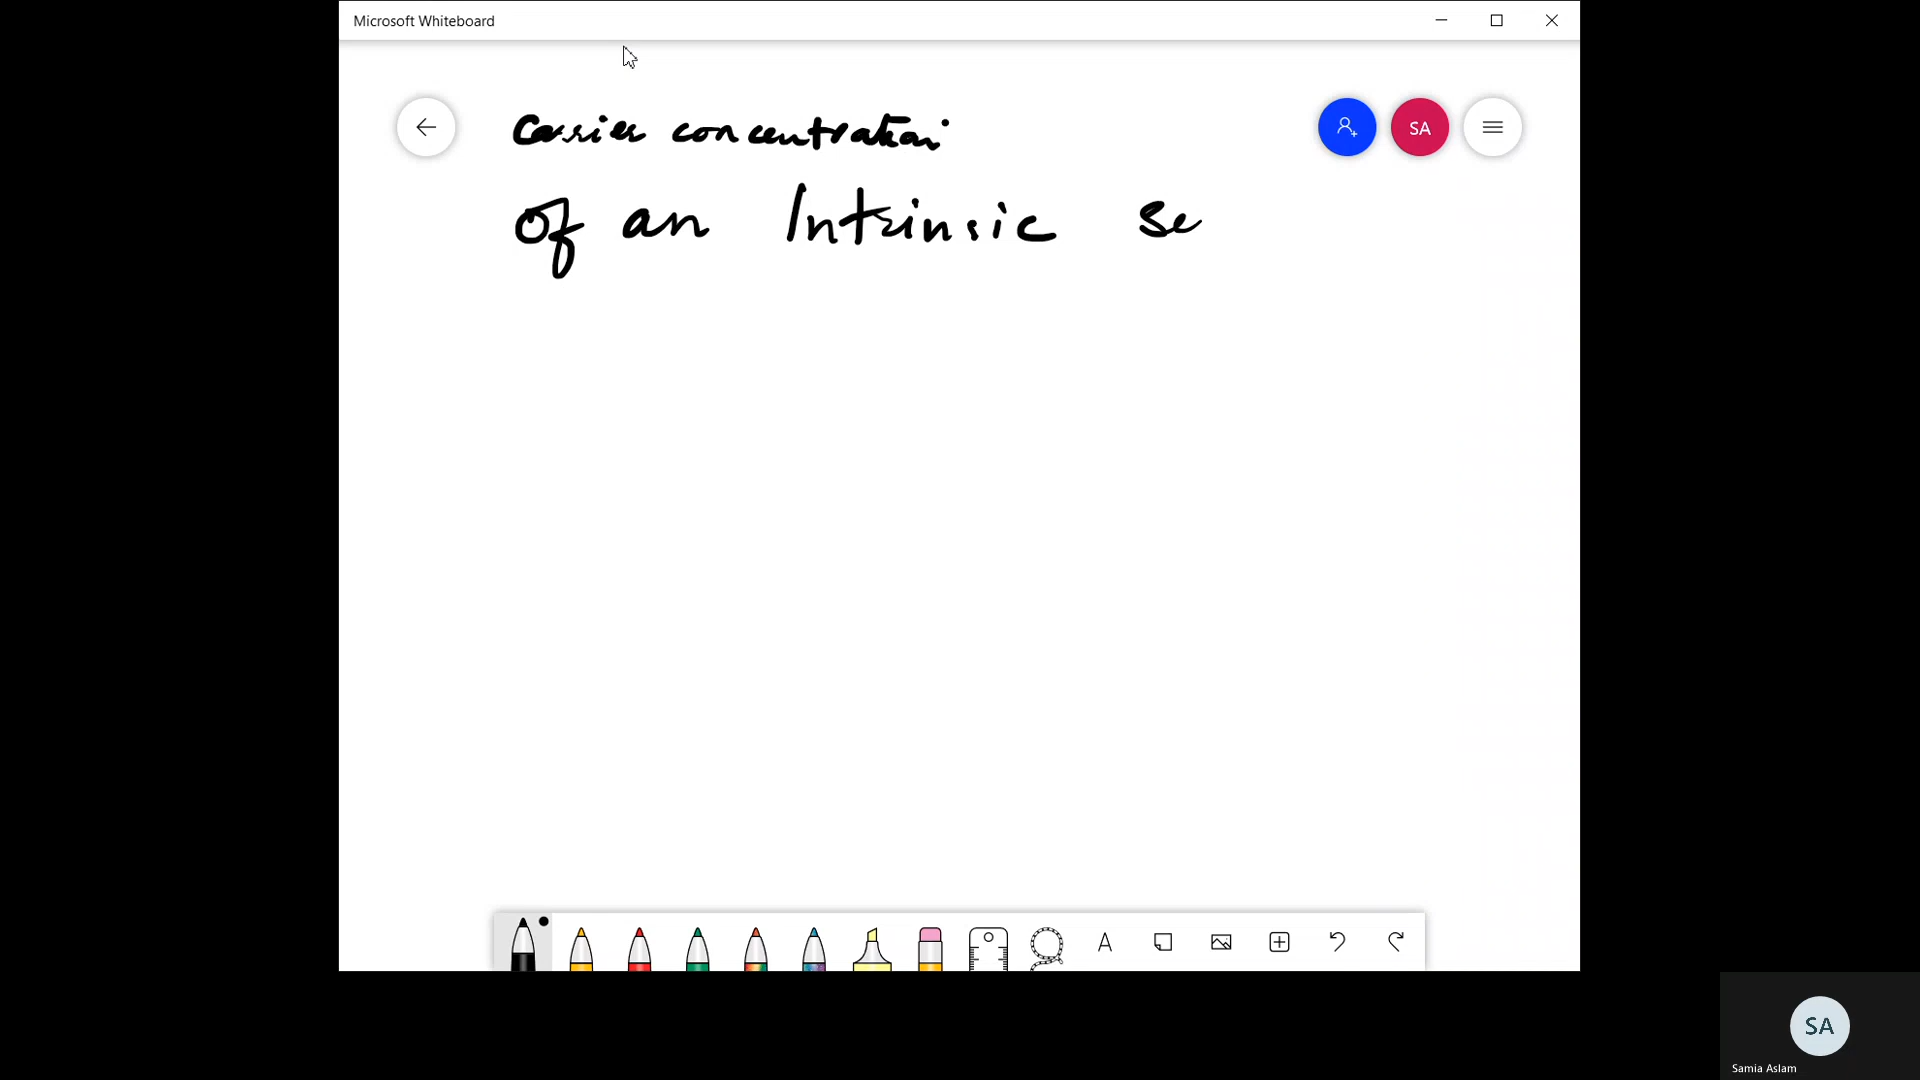 Microsoft Whiteboard
SA
Carrier concentration
of an Intrinsic se
A
SA
Samia Aslam